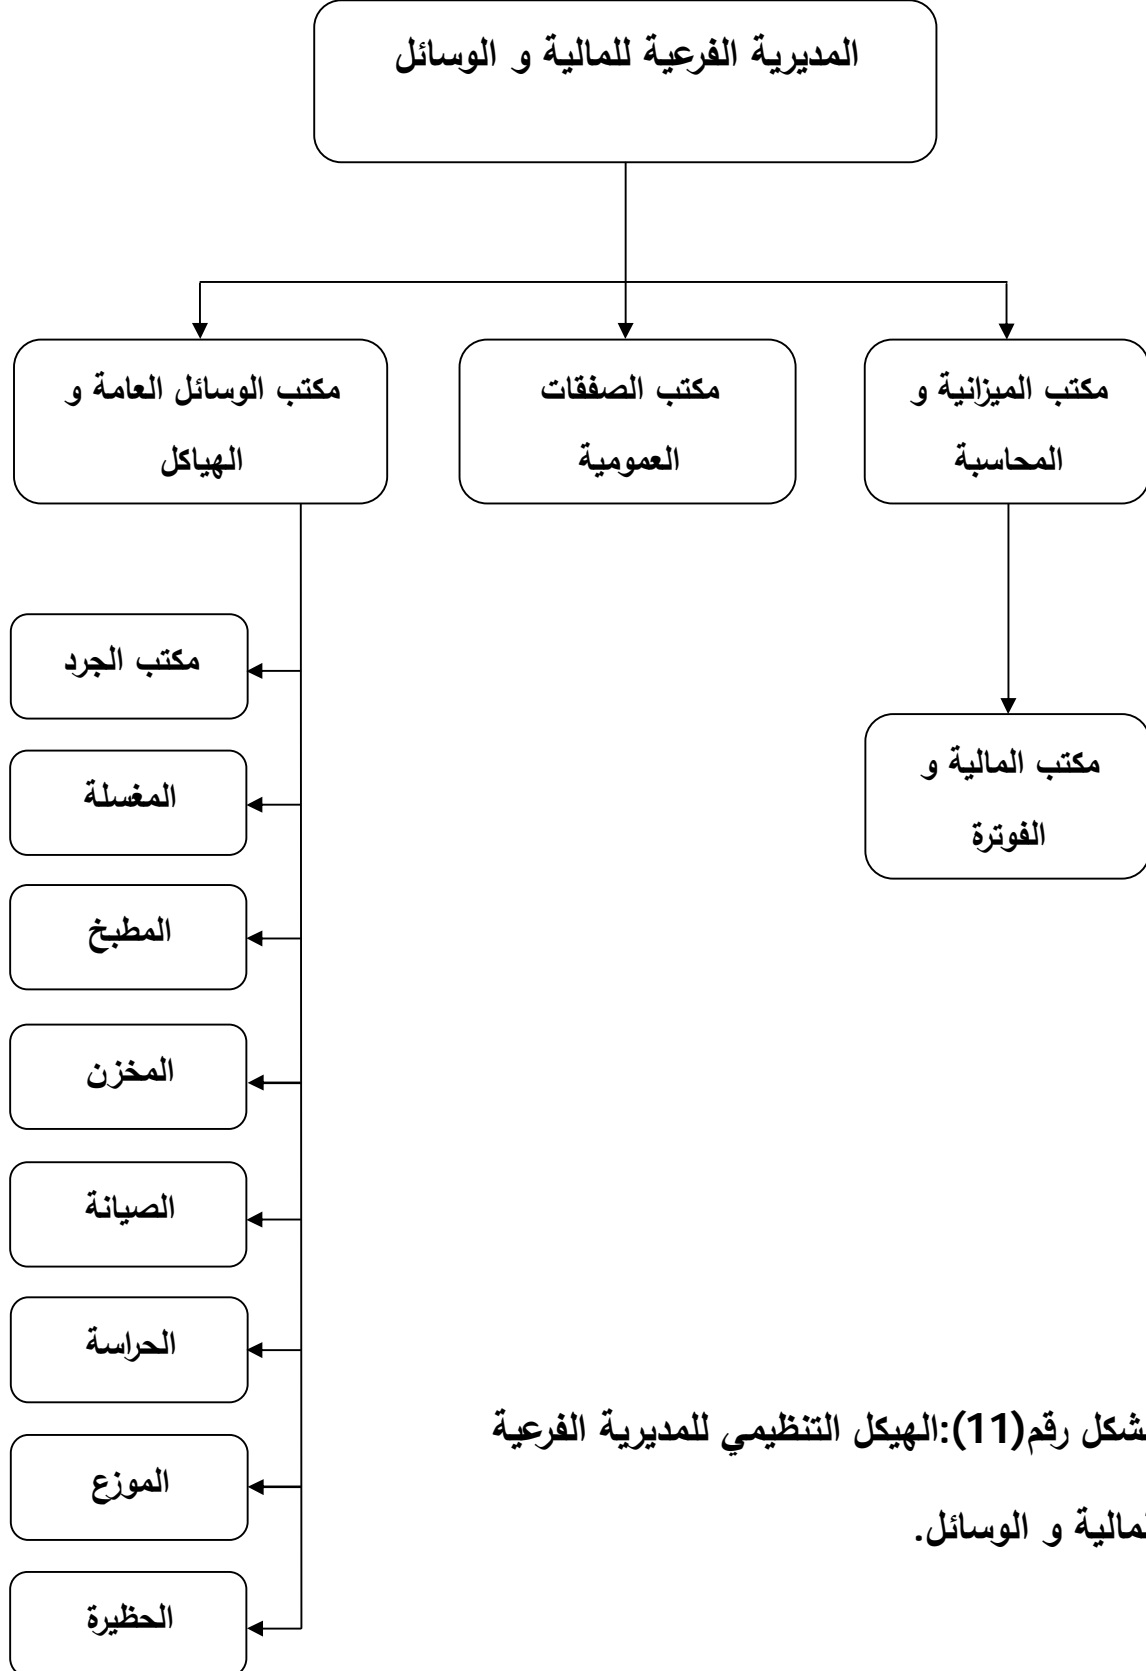 المديرية الفرعية للمالية و الوسائل
مكتب الميزانية و
المحاسبة
مكتب الصفقات
العمومية
مكتب الوسائل العامة و
الهياكل
مكتب المالية و
الفوترة
مكتب الجرد
المغسلة
المطبخ
المخزن
الصيانة
الحراسة
الموزع
الحظيرة
شكل رقم(11):الهيكل التنظيمي للمديرية الفرعية
لمالية و الوسائل.